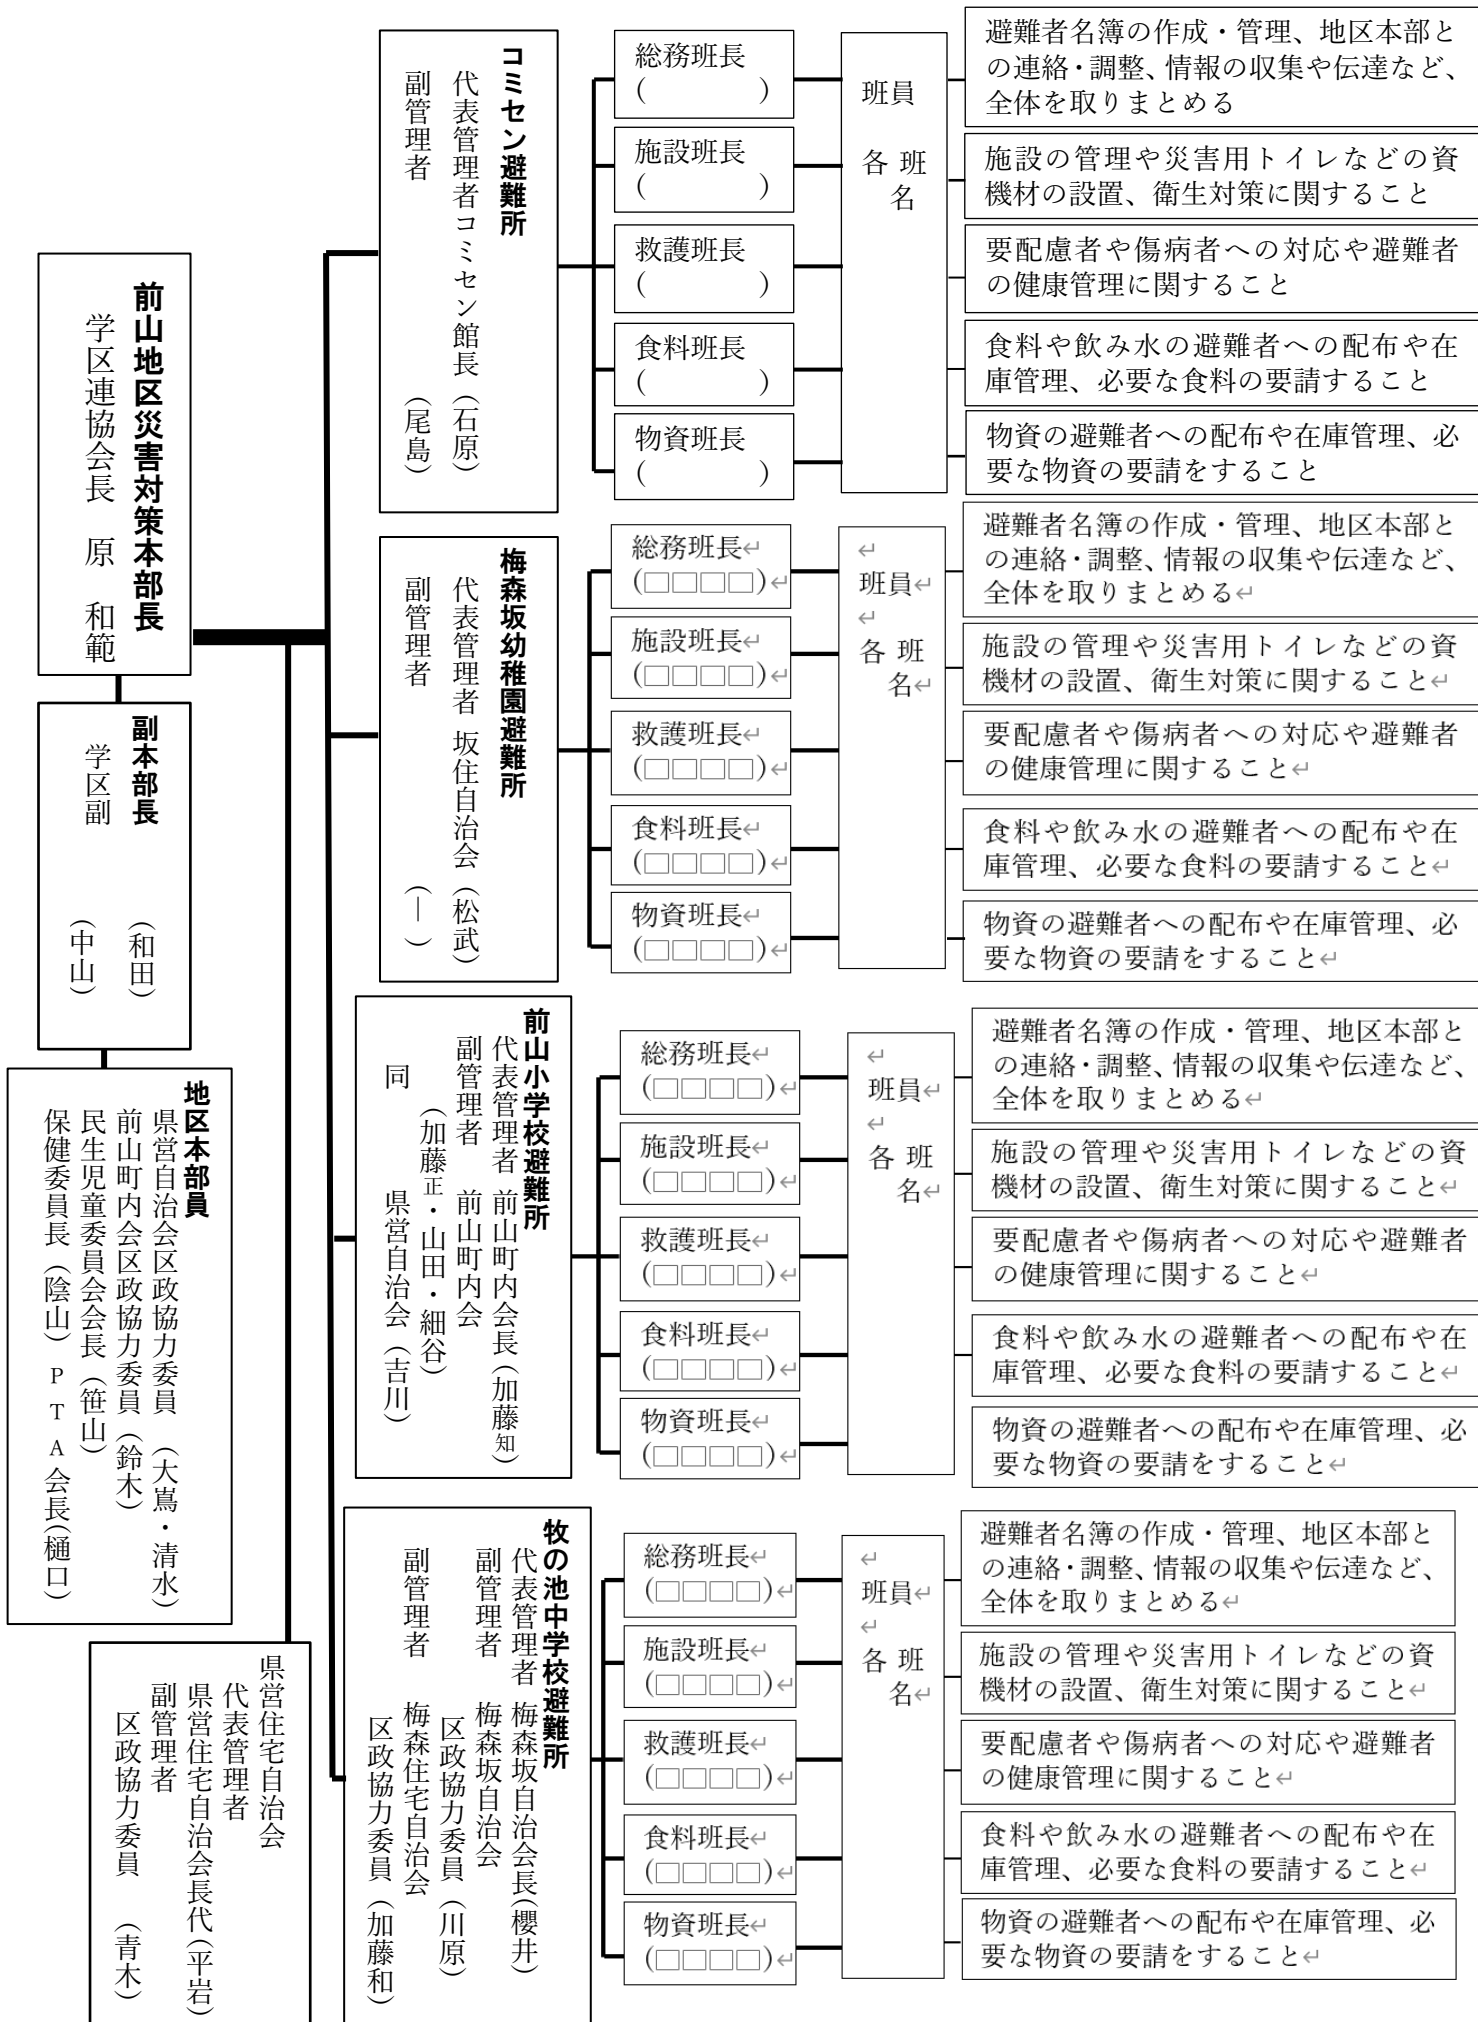 前山地区災害対策本部長
学区連協会長　原　和範
副本部長
（和田）
学区副
（中山）
地区本部員
県営自治会区政協力委員　（大嶌・清水）
前山町内会区政協力委員（鈴木）
民生児童委員会会長（笹山）
保健委員長（陰山）ＰＴＡ会長(樋口)
県営住宅自治会
代表管理者
県営住宅自治会長代(平岩)
副管理者
区政協力委員　（青木）
コミセン避難所
代表管理者コミセン館長（石原）
副管理者　（尾島）
総務班長
(　　　　)
施設班長
(　　　　)
救護班長
(　　　　)
食料班長
(　　　　)
物資班長
(　　　　)
班員
各 班
名
避難者名簿の作成・管理、地区本部と
の連絡・調整、情報の収集や伝達など、
全体を取りまとめる
施設の管理や災害用トイレなどの資
機材の設置、衛生対策に関すること
要配慮者や傷病者への対応や避難者
の健康管理に関すること
食料や飲み水の避難者への配布や在
庫管理、必要な食料の要請すること
物資の避難者への配布や在庫管理、必
要な物資の要請をすること
梅森坂幼稚園避難所
代表管理者 坂住自治会（松武）
副管理者　（―）
総務班長↵
(□□□□)↵
施設班長↵
(□□□□)↵
救護班長↵
(□□□□)↵
食料班長↵
(□□□□)↵
物資班長↵
(□□□□)↵
↵
班員↵
↵
各 班
名↵
避難者名簿の作成・管理、地区本部と
の連絡・調整、情報の収集や伝達など、
全体を取りまとめる↵
施設の管理や災害用トイレなどの資
機材の設置、衛生対策に関すること↵
要配慮者や傷病者への対応や避難者
の健康管理に関すること↵
食料や飲み水の避難者への配布や在
庫管理、必要な食料の要請すること↵
物資の避難者への配布や在庫管理、必
要な物資の要請をすること↵
前山小学校避難所
代表管理者 前山町内会長(加藤知)
副管理者　前山町内会
（加藤正・山田・細谷）
同　県営自治会（吉川）
総務班長↵
(□□□□)↵
施設班長↵
(□□□□)↵
救護班長↵
(□□□□)↵
食料班長↵
(□□□□)↵
物資班長↵
(□□□□)↵
↵
班員↵
↵
各 班
名↵
避難者名簿の作成・管理、地区本部と
の連絡・調整、情報の収集や伝達など、
全体を取りまとめる↵
施設の管理や災害用トイレなどの資
機材の設置、衛生対策に関すること↵
要配慮者や傷病者への対応や避難者
の健康管理に関すること↵
食料や飲み水の避難者への配布や在
庫管理、必要な食料の要請すること↵
物資の避難者への配布や在庫管理、必
要な物資の要請をすること↵
牧の池中学校避難所
代表管理者 梅森坂自治会長(櫻井)
副管理者　梅森坂自治会
区政協力委員（川原）
副管理者　梅森住宅自治会
区政協力委員（加藤和）
総務班長↵
(□□□□)↵
施設班長↵
(□□□□)↵
救護班長↵
(□□□□)↵
食料班長↵
(□□□□)↵
物資班長↵
(□□□□)↵
↵
班員↵
↵
各 班
名↵
避難者名簿の作成・管理、地区本部と
の連絡・調整、情報の収集や伝達など、
全体を取りまとめる↵
施設の管理や災害用トイレなどの資
機材の設置、衛生対策に関すること↵
要配慮者や傷病者への対応や避難者
の健康管理に関すること↵
食料や飲み水の避難者への配布や在
庫管理、必要な食料の要請すること↵
物資の避難者への配布や在庫管理、必
要な物資の要請をすること↵